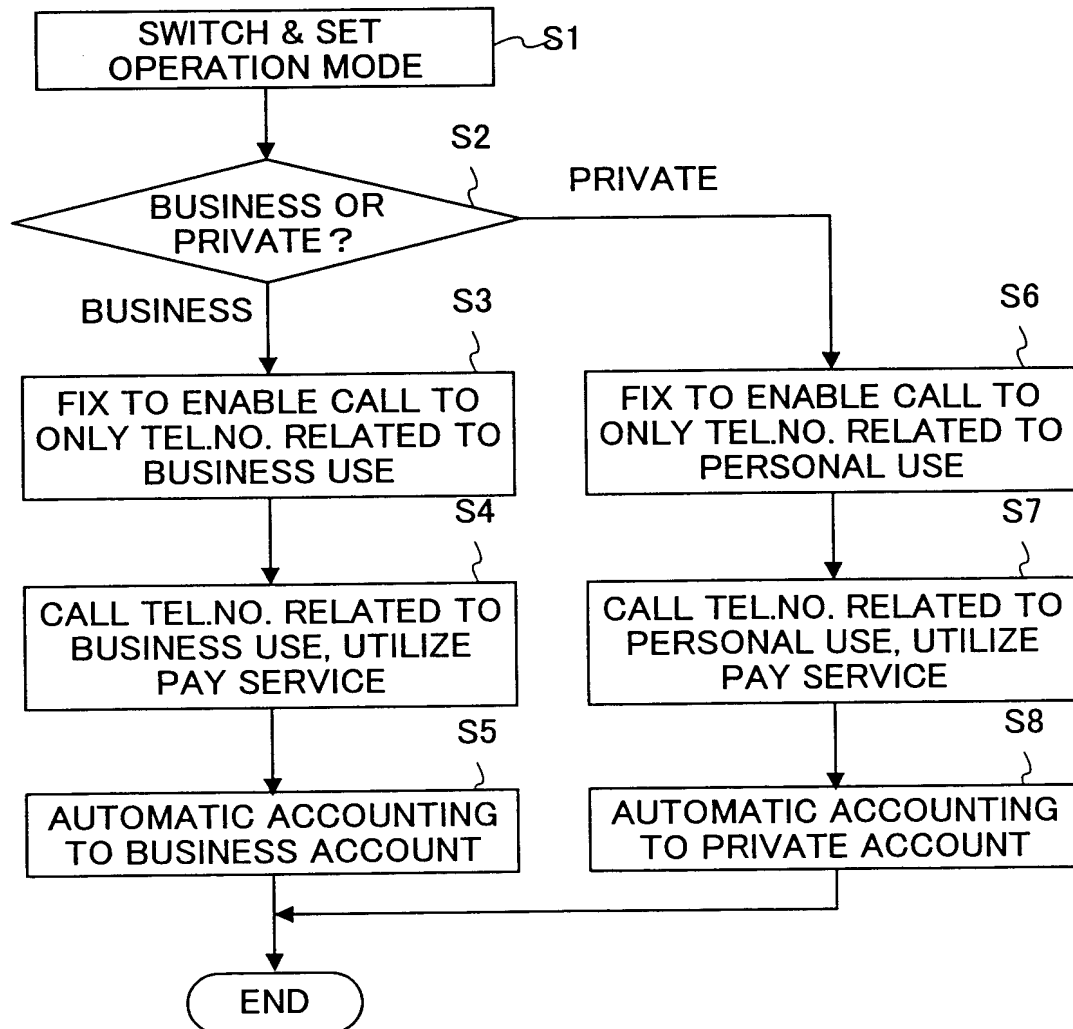 SWITCH & SET
OPERATION MODE
S1
S2
BUSINESS OR
PRIVATE?
PRIVATE
BUSINESS
S3
FIX TO ENABLE CALL TO
ONLY TEL.NO. RELATED TO
BUSINESS USE
S4
CALL TEL.NO. RELATED TO
BUSINESS USE, UTILIZE
PAY SERVICE
S5
AUTOMATIC ACCOUNTING
TO BUSINESS ACCOUNT
S6
FIX TO ENABLE CALL TO
ONLY TEL.NO. RELATED TO
PERSONAL USE
S7
CALL TEL.NO. RELATED TO
PERSONAL USE, UTILIZE
PAY SERVICE
S8
AUTOMATIC ACCOUNTING
TO PRIVATE ACCOUNT
END